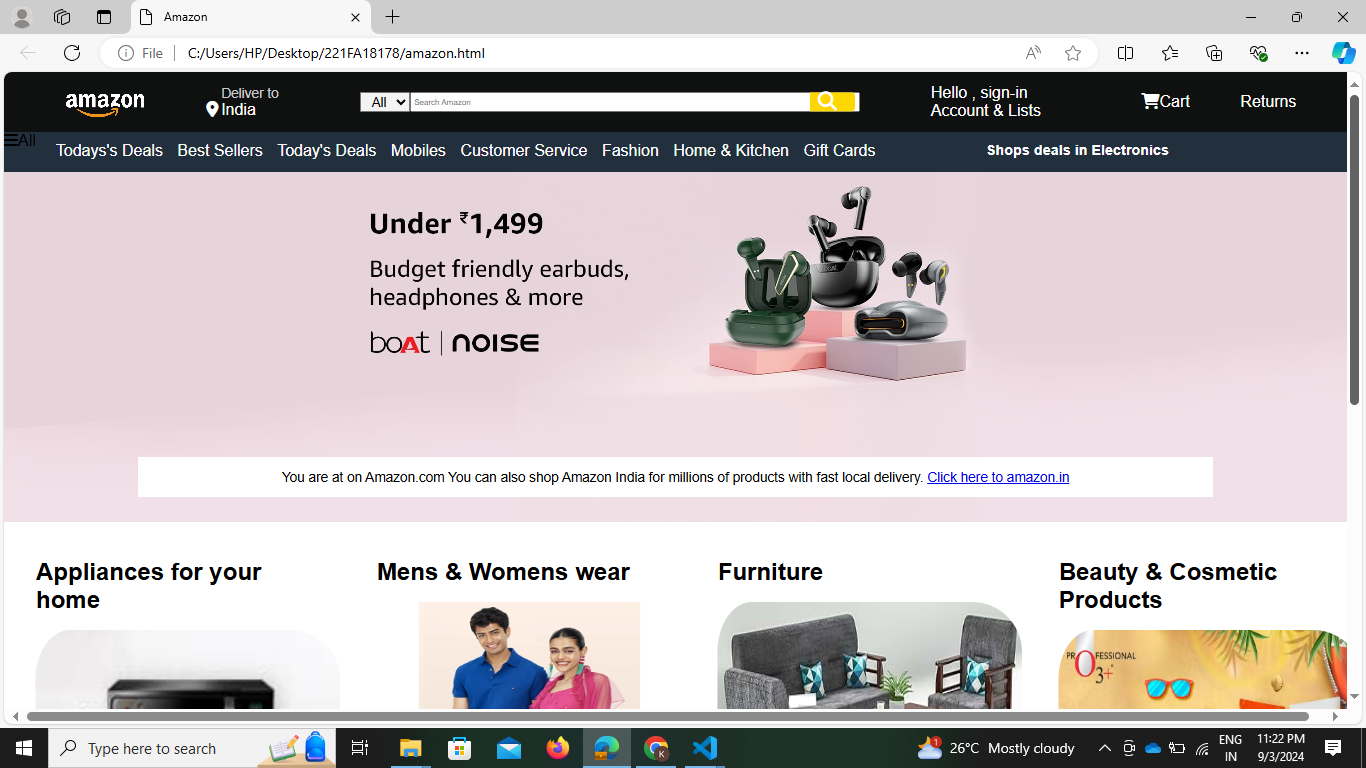 Amazon
File
C:/Users/HP/Desktop/221FA18178/amazon.html
amazon
Deliver to
India
All
Search Amazon
Hello , sign-in
Account & Lists
Cart
Returns
All
Todays's Deals
Best Sellers
Today's Deals
Mobiles
Customer Service
Fashion
Home & Kitchen
Gift Cards
Shops deals in Electronics
Under ₹1,499
Budget friendly earbuds,
headphones & more
boAt | NOISE
You are at on Amazon.com You can also shop Amazon India for millions of products with fast local delivery. Click here to amazon.in
Appliances for your
home
Mens & Womens wear
Furniture
Beauty & Cosmetic
Products
PROFESSIONAL
O3+
Type here to search
1
26°C Mostly cloudy
ENG
IN
11:22 PM
9/3/2024